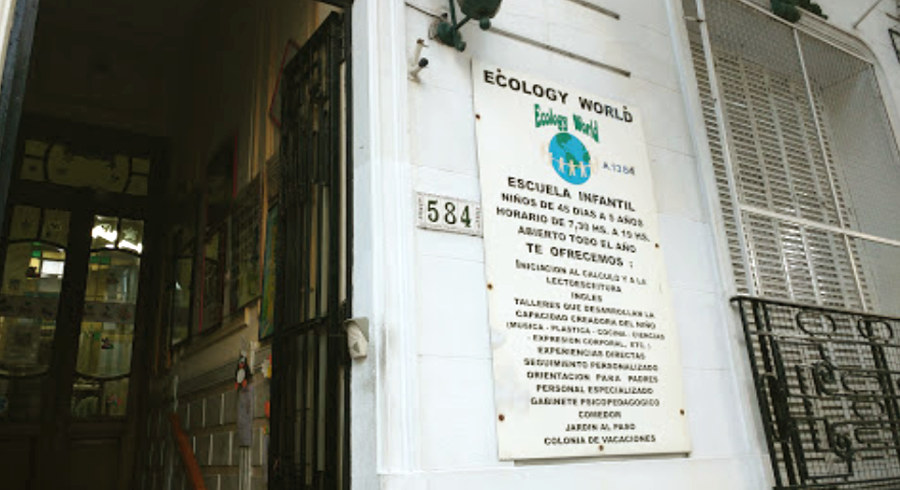 ECOLOGY WORLD
Ecology World
A 1358
ESCUELA INFANTIL
NIÑOS DE 45 DIAS A 5 AÑOS
HORARIO DE 7,30 HS. A 19 HS.
ABIERTO TODO EL AÑO
TE OFRECEMOS :
INICIACION AL CALCULO Y A LA
LECTOESCRITURA
INGLES
TALLERES QUE DESARROLLAN LA
CAPACIDAD CREADORA DEL NIÑO
(MUSICA - PLASTICA - COCINA - CIENCIAS
- EXPRESION CORPORAL, ETC.)
EXPERIENCIAS DIRECTAS
SEGUIMIENTO PERSONALIZADO
ORIENTACION PARA PADRES
PERSONAL ESPECIALIZADO
GABINETE PSICOPEDAGOGICO
COMEDOR
JARDIN AL PASO
COLONIA DE VACACIONES
584